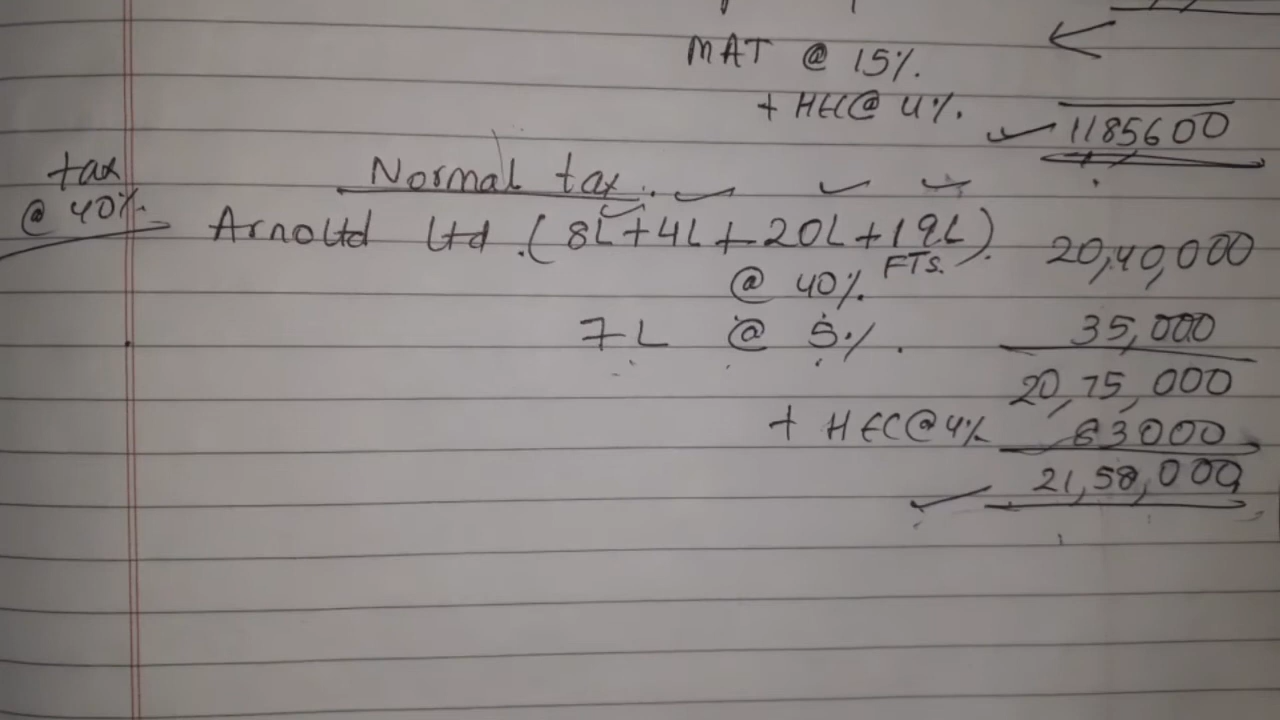 MAT @ 15%.
+ HEC @ 4%. 1185600
tax @ 40%.
Normal tax.
Arnoltd Ltd. (8L + 4L + 20L + 19L) 20,40,000
@ 40% FTS.
7L @ 5%. 35,000
20,75,000
+ HEC @ 4% 83000
21,58,000